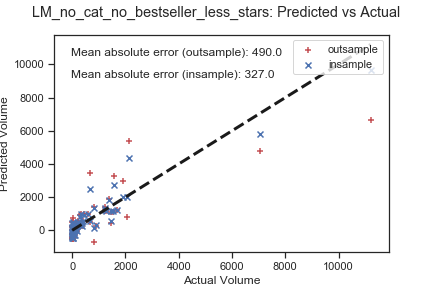 LM_no_cat_no_bestseller_less_stars: Predicted vs Actual
Mean absolute error (outsample): 490.0
Mean absolute error (insample): 327.0
outsample
insample
Predicted Volume
10000
8000
6000
4000
2000
0
0
2000
4000
6000
8000
10000
Actual Volume